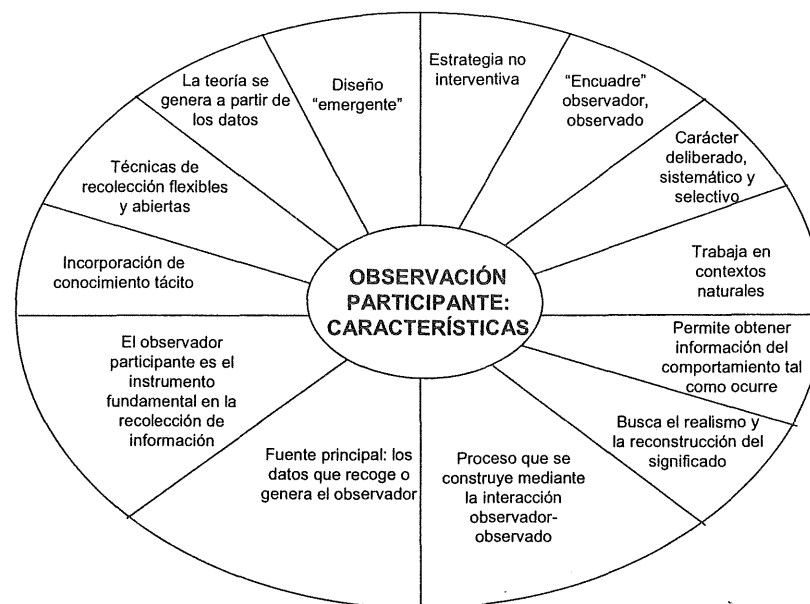 Estrategia no
interventiva
"Encuadre"
observador,
observado
Carácter
deliberado,
sistemático y
selectivo
Trabaja en
contextos
naturales
Permite obtener
información del
comportamiento tal
como ocurre
Busca el realismo y
la reconstrucción del
significado
Proceso que se
construye mediante
la interacción
observador-
observado
Fuente principal: los
datos que recoge o
genera el observador
El observador
participante es el
instrumento
fundamental en la
recolección de
información
Incorporación de
conocimiento tácito
Técnicas de
recolección flexibles
y abiertas
La teoría se
genera a partir de
los datos
Diseño
"emergente"
OBSERVACIÓN
PARTICIPANTE:
CARACTERÍSTICAS